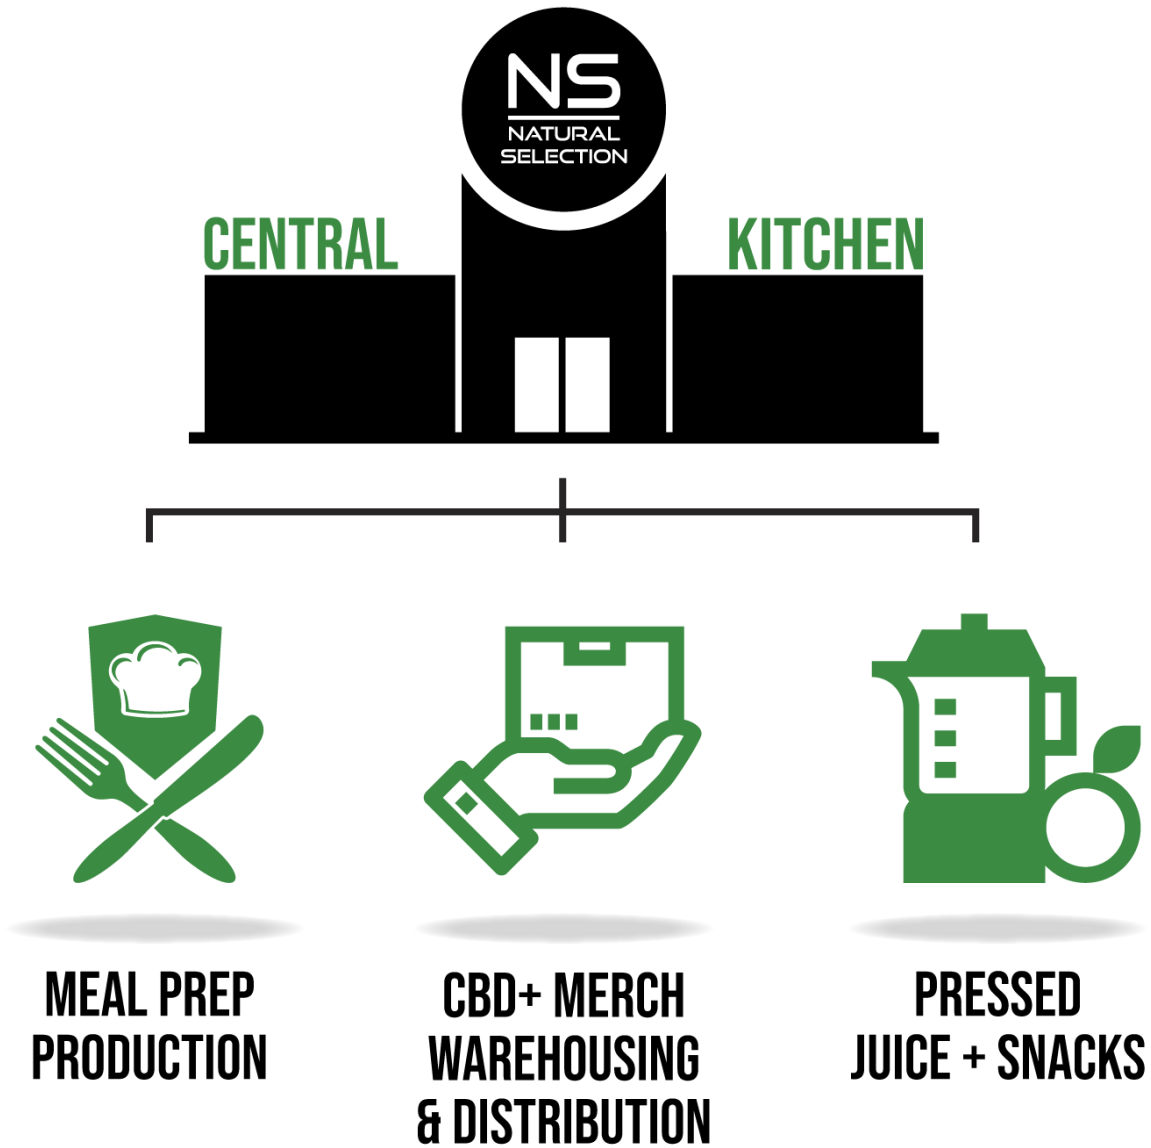 NS
NATURAL
SELECTION
CENTRAL KITCHEN
MEAL PREP
PRODUCTION
CBD+ MERCH
WAREHOUSING
& DISTRIBUTION
PRESSED
JUICE + SNACKS